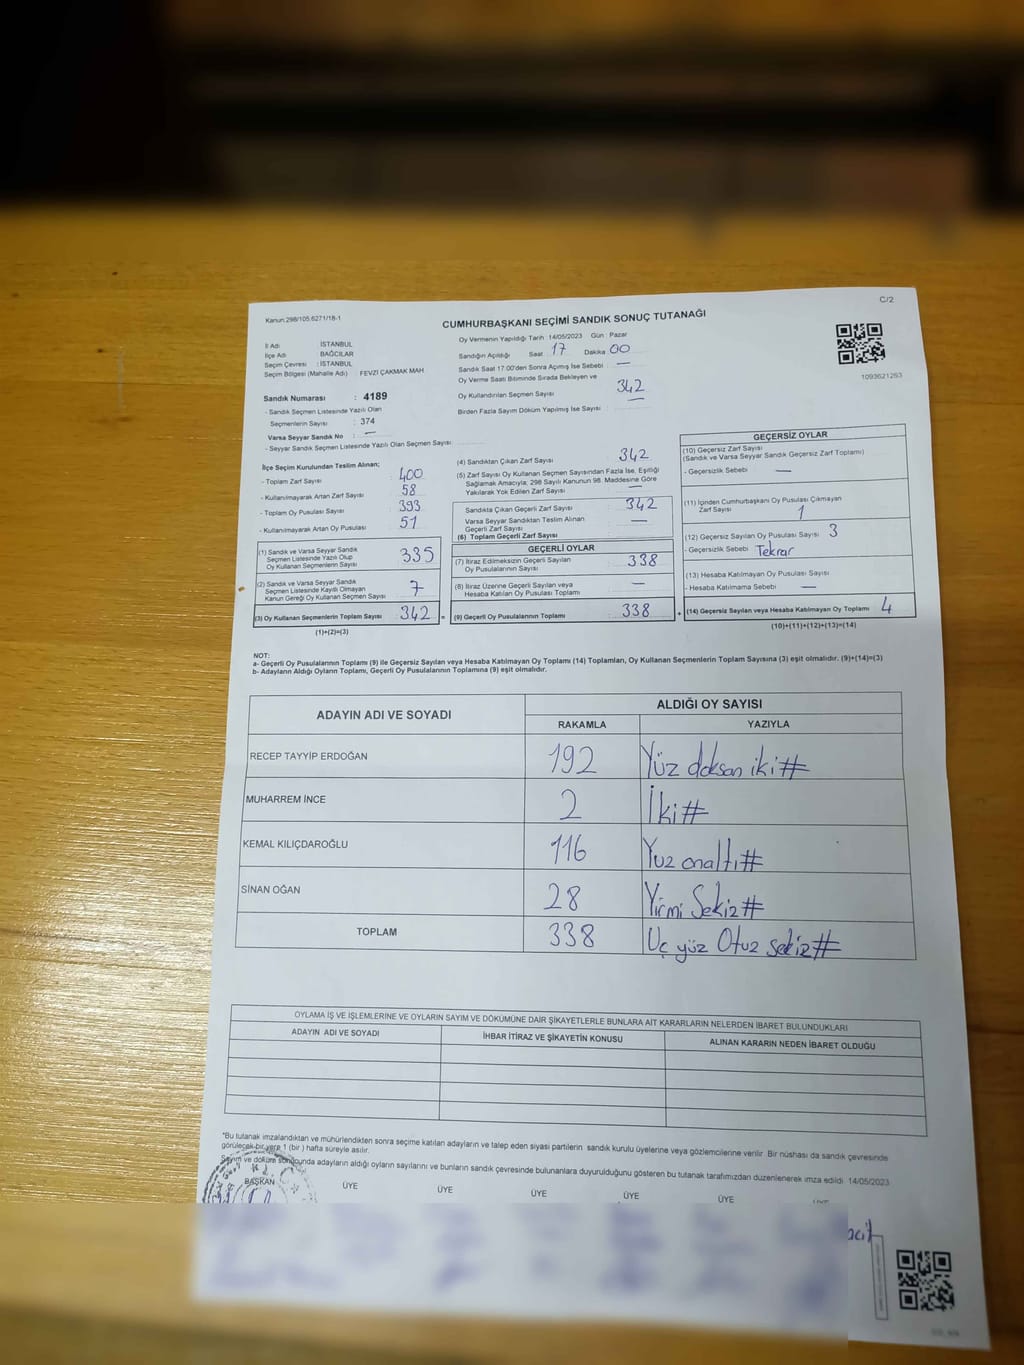 C/2
Kanun:298/105.6271/18-1
CUMHURBAŞKANI SEÇİMİ SANDIK SONUÇ TUTANAĞI
1093621263
İl Adı : İSTANBUL
İlçe Adı : BAĞCILAR
Seçim Çevresi : İSTANBUL
Seçim Bölgesi (Mahalle Adı) : FEVZİ ÇAKMAK MAH
Sandık Numarası : 4189
- Sandık Seçmen Listesinde Yazılı Olan
Seçmenlerin Sayısı : 374
Varsa Seyyar Sandık No : —
- Seyyar Sandık Seçmen Listesinde Yazılı Olan Seçmen Sayısı
Oy Vermenin Yapıldığı Tarih :14/05/2023 Gün : Pazar
Sandığın Açıldığı Saat 17 Dakika 00
Sandık Saat 17.00'den Sonra Açılmış İse Sebebi : —
Oy Verme Saati Bitiminde Sırada Bekleyen ve
Oy Kullandırılan Seçmen Sayısı : 342
Birden Fazla Sayım Döküm Yapılmış İse Sayısı : —
İlçe Seçim Kurulundan Teslim Alınan;
- Toplam Zarf Sayısı : 400
- Kullanılmayarak Artan Zarf Sayısı : 58
- Toplam Oy Pusulası Sayısı : 393
- Kullanılmayarak Artan Oy Pusulası : 51
(1) Sandık ve Varsa Seyyar Sandık
Seçmen Listesinde Yazılı Olup
Oy Kullanan Seçmenlerin Sayısı 335
(2) Sandık ve Varsa Seyyar Sandık
Seçmen Listesinde Kayıtlı Olmayan
Kanun Gereği Oy Kullanan Seçmen Sayısı 7
(3) Oy Kullanan Seçmenlerin Toplam Sayısı 342 =
(1)+(2)=(3)
(4) Sandıktan Çıkan Zarf Sayısı : 342
(5) Zarf Sayısı Oy Kullanan Seçmen Sayısından Fazla İse, Eşitliği
Sağlamak Amacıyla; 298 Sayılı Kanunun 98. Maddesine Göre
Yakılarak Yok Edilen Zarf Sayısı : —
Sandıkta Çıkan Geçerli Zarf Sayısı : 342
Varsa Seyyar Sandıktan Teslim Alınan
Geçerli Zarf Sayısı : —
(6) Toplam Geçerli Zarf Sayısı
GEÇERLİ OYLAR
(7) İtiraz Edilmeksizin Geçerli Sayılan
Oy Pusulalarının Sayısı : 338
(8) İtiraz Üzerine Geçerli Sayılan veya
Hesaba Katılan Oy Pusulası Toplamı : —
(9) Geçerli Oy Pusulalarının Toplamı 338 +
GEÇERSİZ OYLAR
(10) Geçersiz Zarf Sayısı
(Sandık ve Varsa Seyyar Sandık Geçersiz Zarf Toplamı)
- Geçersizlik Sebebi : —
(11) İçinden Cumhurbaşkanı Oy Pusulası Çıkmayan
Zarf Sayısı 1
(12) Geçersiz Sayılan Oy Pusulası Sayısı : 3
- Geçersizlik Sebebi : Tekrar
(13) Hesaba Katılmayan Oy Pusulası Sayısı
- Hesaba Katılmama Sebebi : —
(14) Geçersiz Sayılan veya Hesaba Katılmayan Oy Toplamı 4
(10)+(11)+(12)+(13)=(14)
NOT:
a- Geçerli Oy Pusulalarının Toplamı (9) ile Geçersiz Sayılan veya Hesaba Katılmayan Oy Toplamı (14) Toplamları, Oy Kullanan Seçmenlerin Toplam Sayısına (3) eşit olmalıdır. (9)+(14)=(3)
b- Adayların Aldığı Oyların Toplamı, Geçerli Oy Pusulalarının Toplamına (9) eşit olmalıdır.
ADAYIN ADI VE SOYADI
ALDIĞI OY SAYISI
RAKAMLA YAZIYLA
RECEP TAYYİP ERDOĞAN 192 Yüz doksan iki#
MUHARREM İNCE 2 İki#
KEMAL KILIÇDAROĞLU 116 Yuz onaltı#
SİNAN OĞAN 28 Yirmi Sekiz#
TOPLAM 338 Üç yüz Otuz sekiz#
OYLAMA İŞ VE İŞLEMLERİNE VE OYLARIN SAYIM VE DÖKÜMÜNE DAİR ŞİKAYETLERLE BUNLARA AİT KARARLARIN NELERDEN İBARET BULUNDUKLARI
ADAYIN ADI VE SOYADI İHBAR İTİRAZ VE ŞİKAYETİN KONUSU ALINAN KARARIN NEDEN İBARET OLDUĞU
*Bu tutanak imzalandıktan ve mühürlendikten sonra seçime katılan adayların ve talep eden siyasi partilerin sandık kurulu üyelerine veya gözlemcilerine verilir. Bir nüshası da sandık çevresinde
görülecek bir yere 1 (bir ) hafta süreyle asılır.
Sayım ve döküm sonucunda adayların aldığı oyların sayılarını ve bunların sandık çevresinde bulunanlara duyurulduğunu gösteren bu tutanak tarafımızdan düzenlenerek imza edildi. 14/05/2023
BAŞKAN ÜYE ÜYE ÜYE ÜYE ÜYE ÜYE